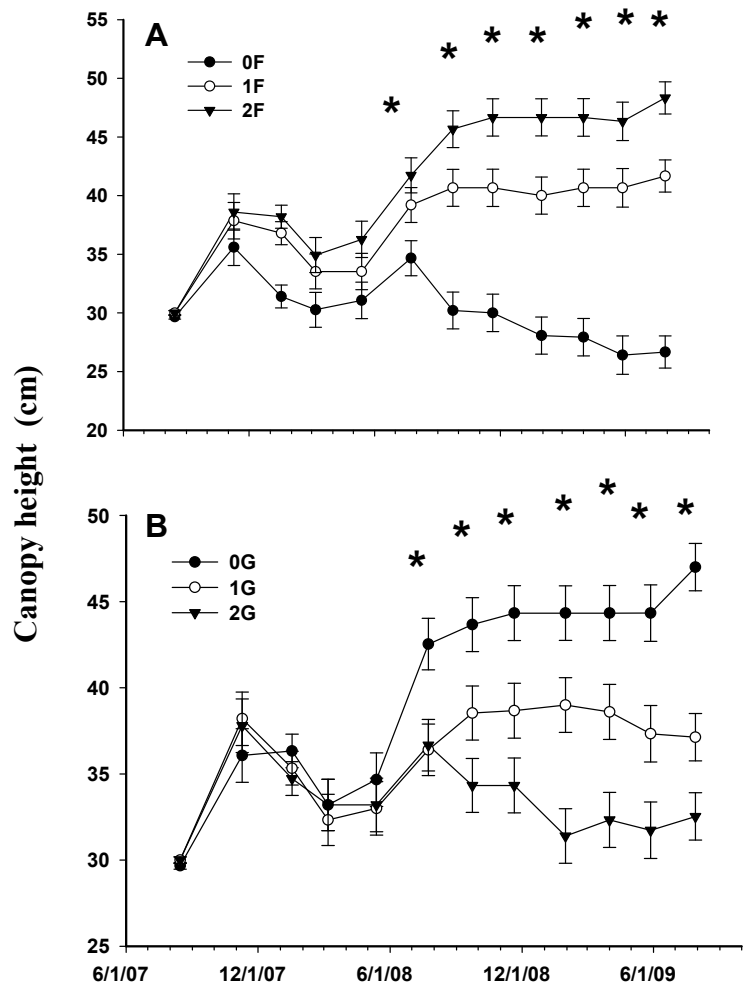 Canopy height (cm)
A
0F
1F
2F
55
50
45
40
35
30
25
20
* * * * * * * *
B
0G
1G
2G
50
45
40
35
30
25
* * * * * * *
6/1/07 12/1/07 6/1/08 12/1/08 6/1/09